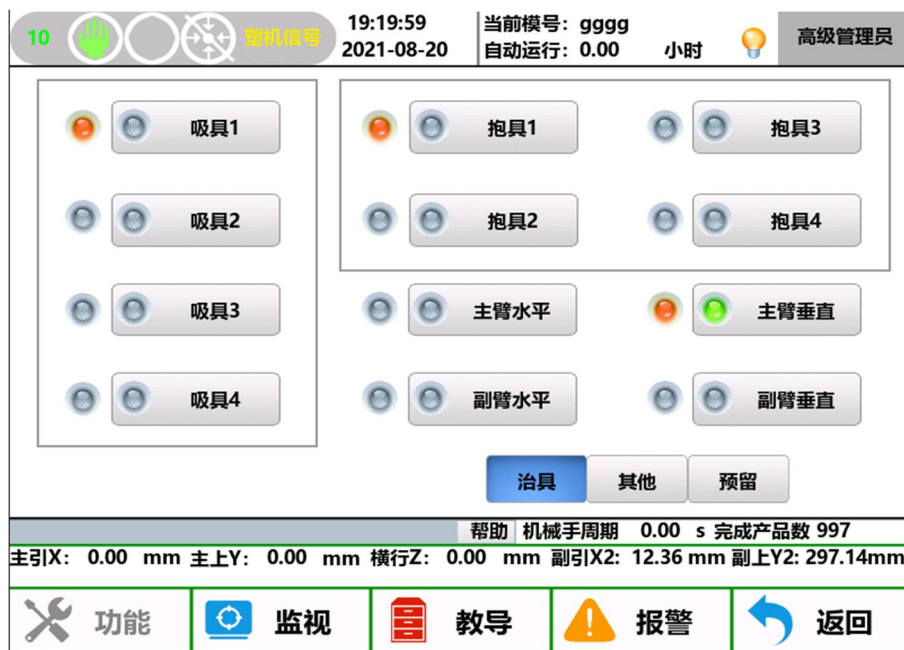 10 塑机信号 19:19:59 当前模号: gggg 高级管理员
2021-08-20 自动运行: 0.00 小时
吸具1 抱具1 抱具3
吸具2 抱具2 抱具4
吸具3 主臂水平 主臂垂直
吸具4 副臂水平 副臂垂直
治具 其他 预留
帮助 机械手周期 0.00 s 完成产品数 997
主引X: 0.00 mm 主上Y: 0.00 mm 横行Z: 0.00 mm 副引X2: 12.36 mm 副上Y2: 297.14mm
功能 监视 教导 报警 返回